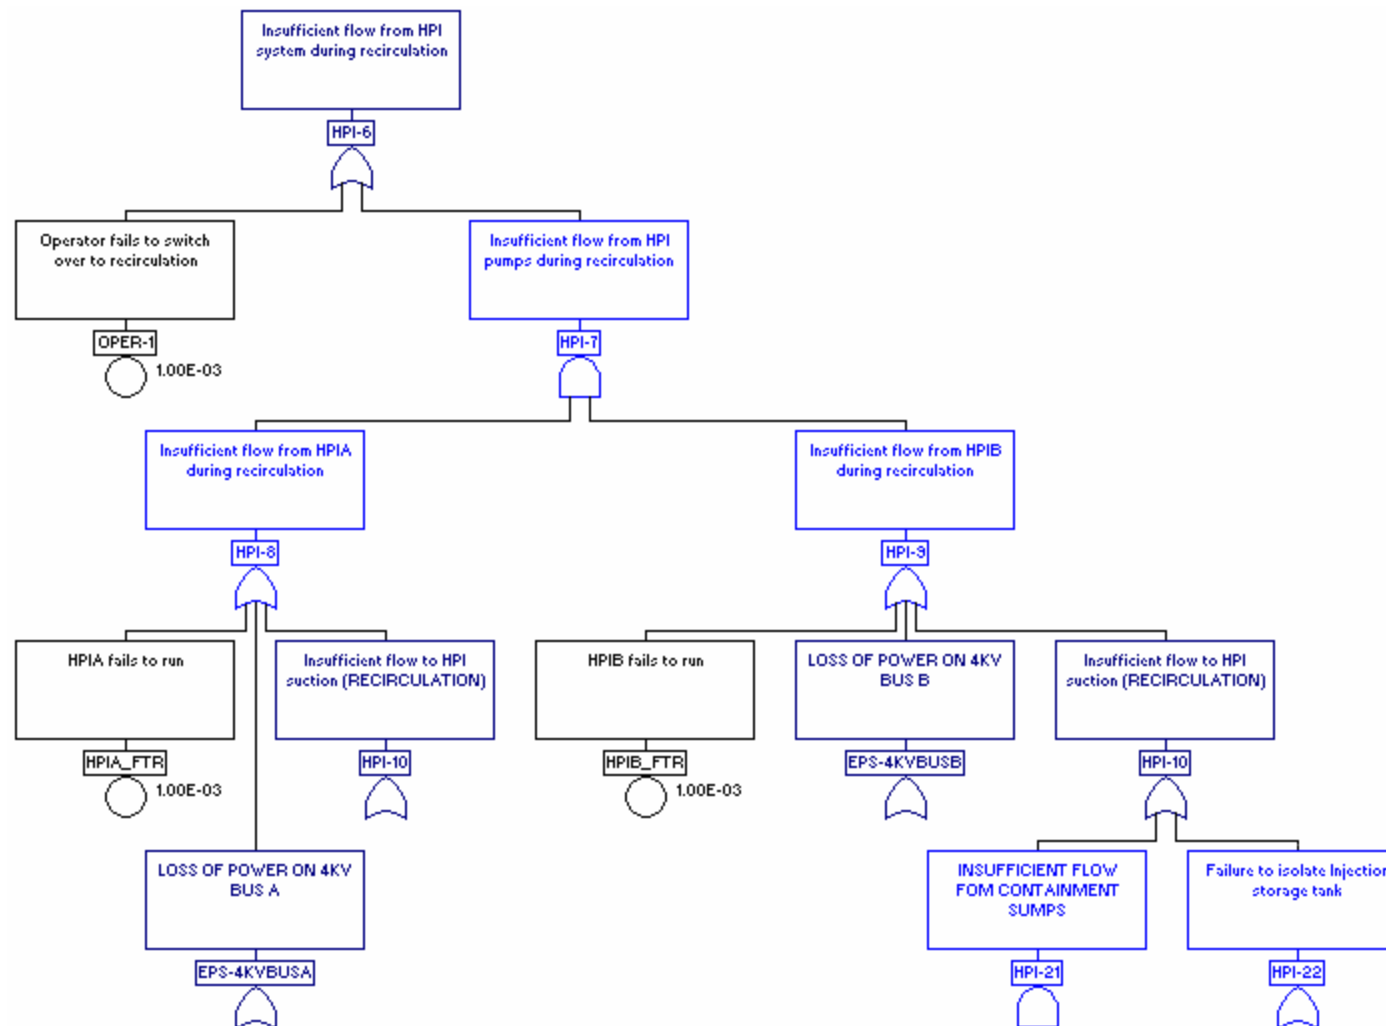 Insufficient flow from HPI
system during recirculation
HPI-6
Operator fails to switch
over to recirculation
OPER-1
1.00E-03
Insufficient flow from HPI
pumps during recirculation
HPI-7
Insufficient flow from HPIA
during recirculation
HPI-8
Insufficient flow from HPIB
during recirculation
HPI-9
HPIA fails to run
HPIA_FTR
1.00E-03
Insufficient flow to HPI
suction (RECIRCULATION)
HPI-10
HPIB fails to run
HPIB_FTR
1.00E-03
LOSS OF POWER ON 4KV
BUS B
EPS-4KVBUSB
Insufficient flow to HPI
suction (RECIRCULATION)
HPI-10
LOSS OF POWER ON 4KV
BUS A
EPS-4KVBUSA
INSUFFICIENT FLOW
FOM CONTAINMENT
SUMPS
HPI-21
Failure to isolate Injection
storage tank
HPI-22